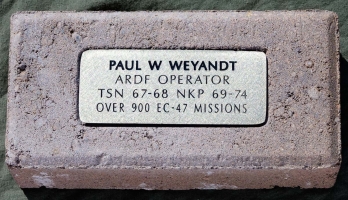 PAUL W WEYANDT
ARDF OPERATOR
TSN 67-68 NKP 69-74
OVER 900 EC-47 MISSIONS